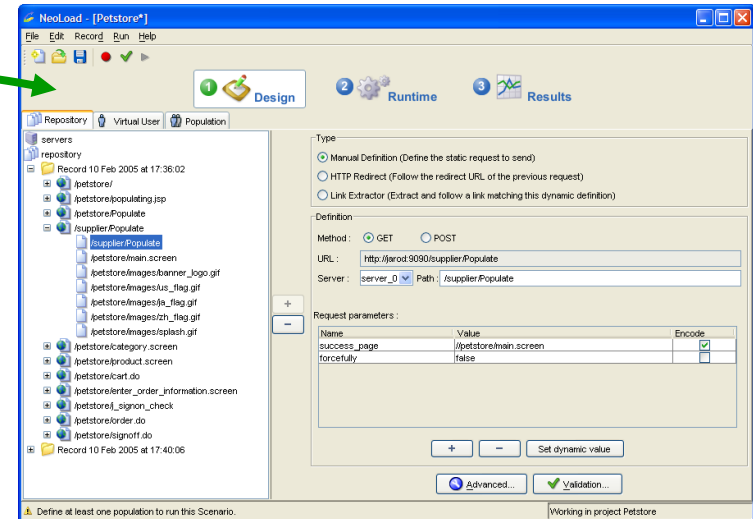 NeoLoad - [Petstore*]
File Edit Record Run Help
1 Design 2 Runtime 3 Results
Repository Virtual User Population
servers
repository
Record 10 Feb 2005 at 17:36:02
/petstore/
/petstore/populating.jsp
/petstore/Populate
/supplier/Populate
/supplier/Populate
/petstore/main.screen
/petstore/images/banner_logo.gif
/petstore/images/us_flag.gif
/petstore/images/ja_flag.gif
/petstore/images/zh_flag.gif
/petstore/images/splash.gif
/petstore/category.screen
/petstore/product.screen
/petstore/cart.do
/petstore/enter_order_information.screen
/petstore/j_signon_check
/petstore/order.do
/petstore/signoff.do
Record 10 Feb 2005 at 17:40:06
+
-
Type
Manual Definition (Define the static request to send)
HTTP Redirect (Follow the redirect URL of the previous request)
Link Extractor (Extract and follow a link matching this dynamic definition)
Definition
Method : GET POST
URL : http://jarod:9090/supplier/Populate
Server : server_0 Path : /supplier/Populate
Request parameters :
Name Value Encode
success_page //petstore/main.screen
forcefully false
+ - Set dynamic value
Advanced... Validation...
Define at least one population to run this Scenario. Working in project Petstore